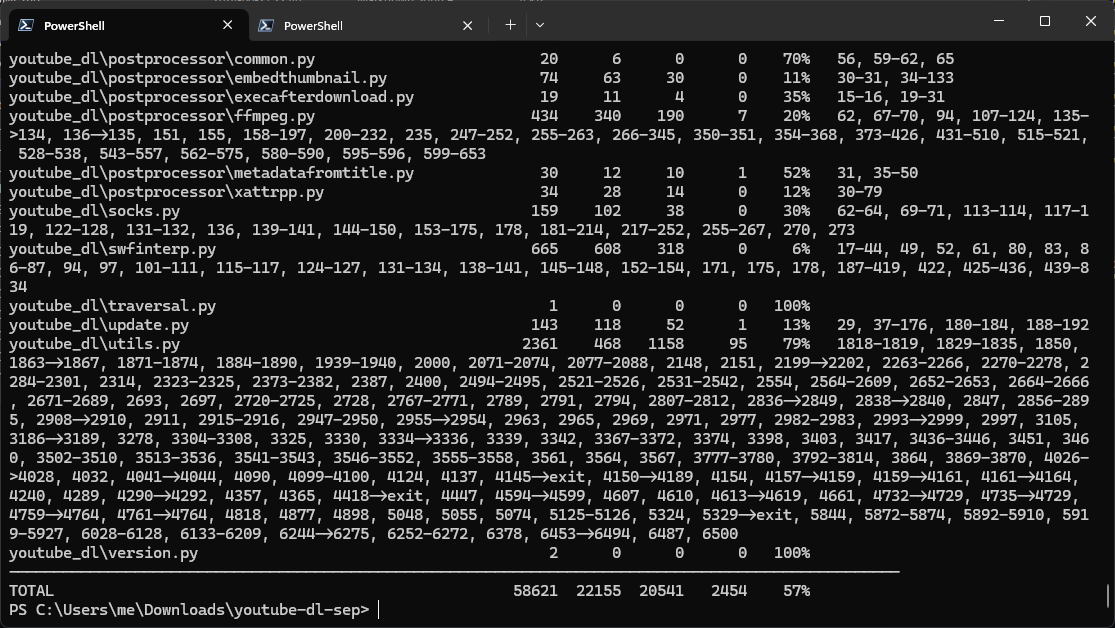 PowerShell
PowerShell
youtube_dl\postprocessor\common.py 20 6 0 0 70% 56, 59-62, 65
youtube_dl\postprocessor\embedthumbnail.py 74 63 30 0 11% 30-31, 34-133
youtube_dl\postprocessor\execafterdownload.py 19 11 4 0 35% 15-16, 19-31
youtube_dl\postprocessor\ffmpeg.py 434 340 190 7 20% 62, 67-70, 94, 107-124, 135-
>134, 136->135, 151, 155, 158-197, 200-232, 235, 247-252, 255-263, 266-345, 350-351, 354-368, 373-426, 431-510, 515-521,
528-538, 543-557, 562-575, 580-590, 595-596, 599-653
youtube_dl\postprocessor\metadatafromtitle.py 30 12 10 1 52% 31, 35-50
youtube_dl\postprocessor\xattrpp.py 34 28 14 0 12% 30-79
youtube_dl\socks.py 159 102 38 0 30% 62-64, 69-71, 113-114, 117-1
19, 122-128, 131-132, 136, 139-141, 144-150, 153-175, 178, 181-214, 217-252, 255-267, 270, 273
youtube_dl\swfinterp.py 665 608 318 0 6% 17-44, 49, 52, 61, 80, 83, 8
6-87, 94, 97, 101-111, 115-117, 124-127, 131-134, 138-141, 145-148, 152-154, 171, 175, 178, 187-419, 422, 425-436, 439-8
34
youtube_dl\traversal.py 1 0 0 0 100%
youtube_dl\update.py 143 118 52 1 13% 29, 37-176, 180-184, 188-192
youtube_dl\utils.py 2361 468 1158 95 79% 1818-1819, 1829-1835, 1850,
1863->1867, 1871-1874, 1884-1890, 1939-1940, 2000, 2071-2074, 2077-2088, 2148, 2151, 2199->2202, 2263-2266, 2270-2278, 2
284-2301, 2314, 2323-2325, 2373-2382, 2387, 2400, 2494-2495, 2521-2526, 2531-2542, 2554, 2564-2609, 2652-2653, 2664-2666
, 2671-2689, 2693, 2697, 2720-2725, 2728, 2767-2771, 2789, 2791, 2794, 2807-2812, 2836->2849, 2838->2840, 2847, 2856-289
5, 2908->2910, 2911, 2915-2916, 2947-2950, 2955->2954, 2963, 2965, 2969, 2971, 2977, 2982-2983, 2993->2999, 2997, 3105,
3186->3189, 3278, 3304-3308, 3325, 3330, 3334->3336, 3339, 3342, 3367-3372, 3374, 3398, 3403, 3417, 3436-3446, 3451, 346
0, 3502-3510, 3513-3536, 3541-3543, 3546-3552, 3555-3558, 3561, 3564, 3567, 3777-3780, 3792-3814, 3864, 3869-3870, 4026-
>4028, 4032, 4041->4044, 4090, 4099-4100, 4124, 4137, 4145->exit, 4150->4189, 4154, 4157->4159, 4159->4161, 4161->4164,
4240, 4289, 4290->4292, 4357, 4365, 4418->exit, 4447, 4594->4599, 4607, 4610, 4613->4619, 4661, 4732->4729, 4735->4729,
4759->4764, 4761->4764, 4818, 4877, 4898, 5048, 5055, 5074, 5125-5126, 5324, 5329->exit, 5844, 5872-5874, 5892-5910, 591
9-5927, 6028-6128, 6133-6209, 6244->6275, 6252-6272, 6378, 6453->6494, 6487, 6500
youtube_dl\version.py 2 0 0 0 100%
TOTAL 58621 22155 20541 2454 57%
PS C:\Users\me\Downloads\youtube-dl-sep>